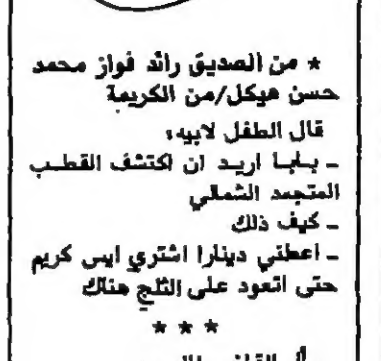 * من الصديق رائد فواز محمد
حسن هيكل/من الكريمة
قال الطفل لابيه،
ـ بابا اريد ان اكتشف القطب
المتجمد الشمالي
ـ كيف ذلك
ـ اعطني دينارا اشتري ايس كريم
حتى اتعود على الثلج هناك
* * *